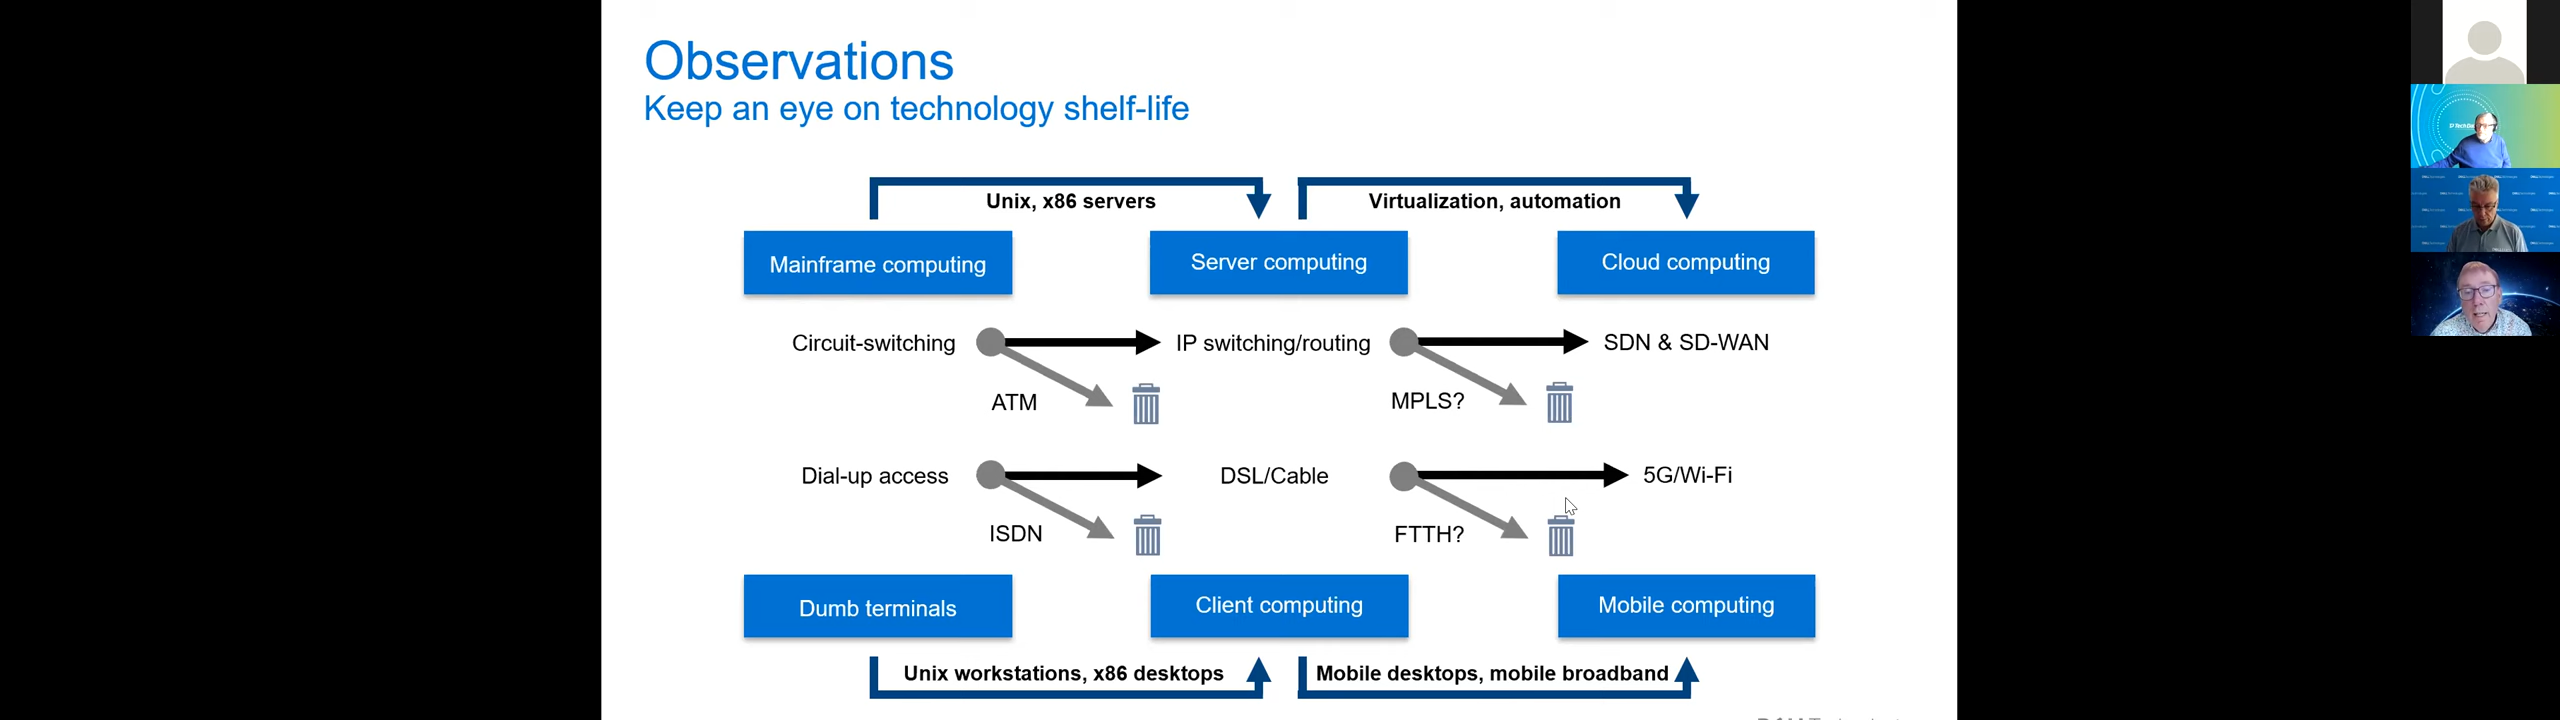 Observations
Keep an eye on technology shelf-life
Unix, x86 servers
Virtualization, automation
Mainframe computing
Server computing
Cloud computing
Circuit-switching
IP switching/routing
SDN & SD-WAN
ATM
MPLS?
Dial-up access
DSL/Cable
5G/Wi-Fi
ISDN
FTTH?
Dumb terminals
Client computing
Mobile computing
Unix workstations, x86 desktops
Mobile desktops, mobile broadband